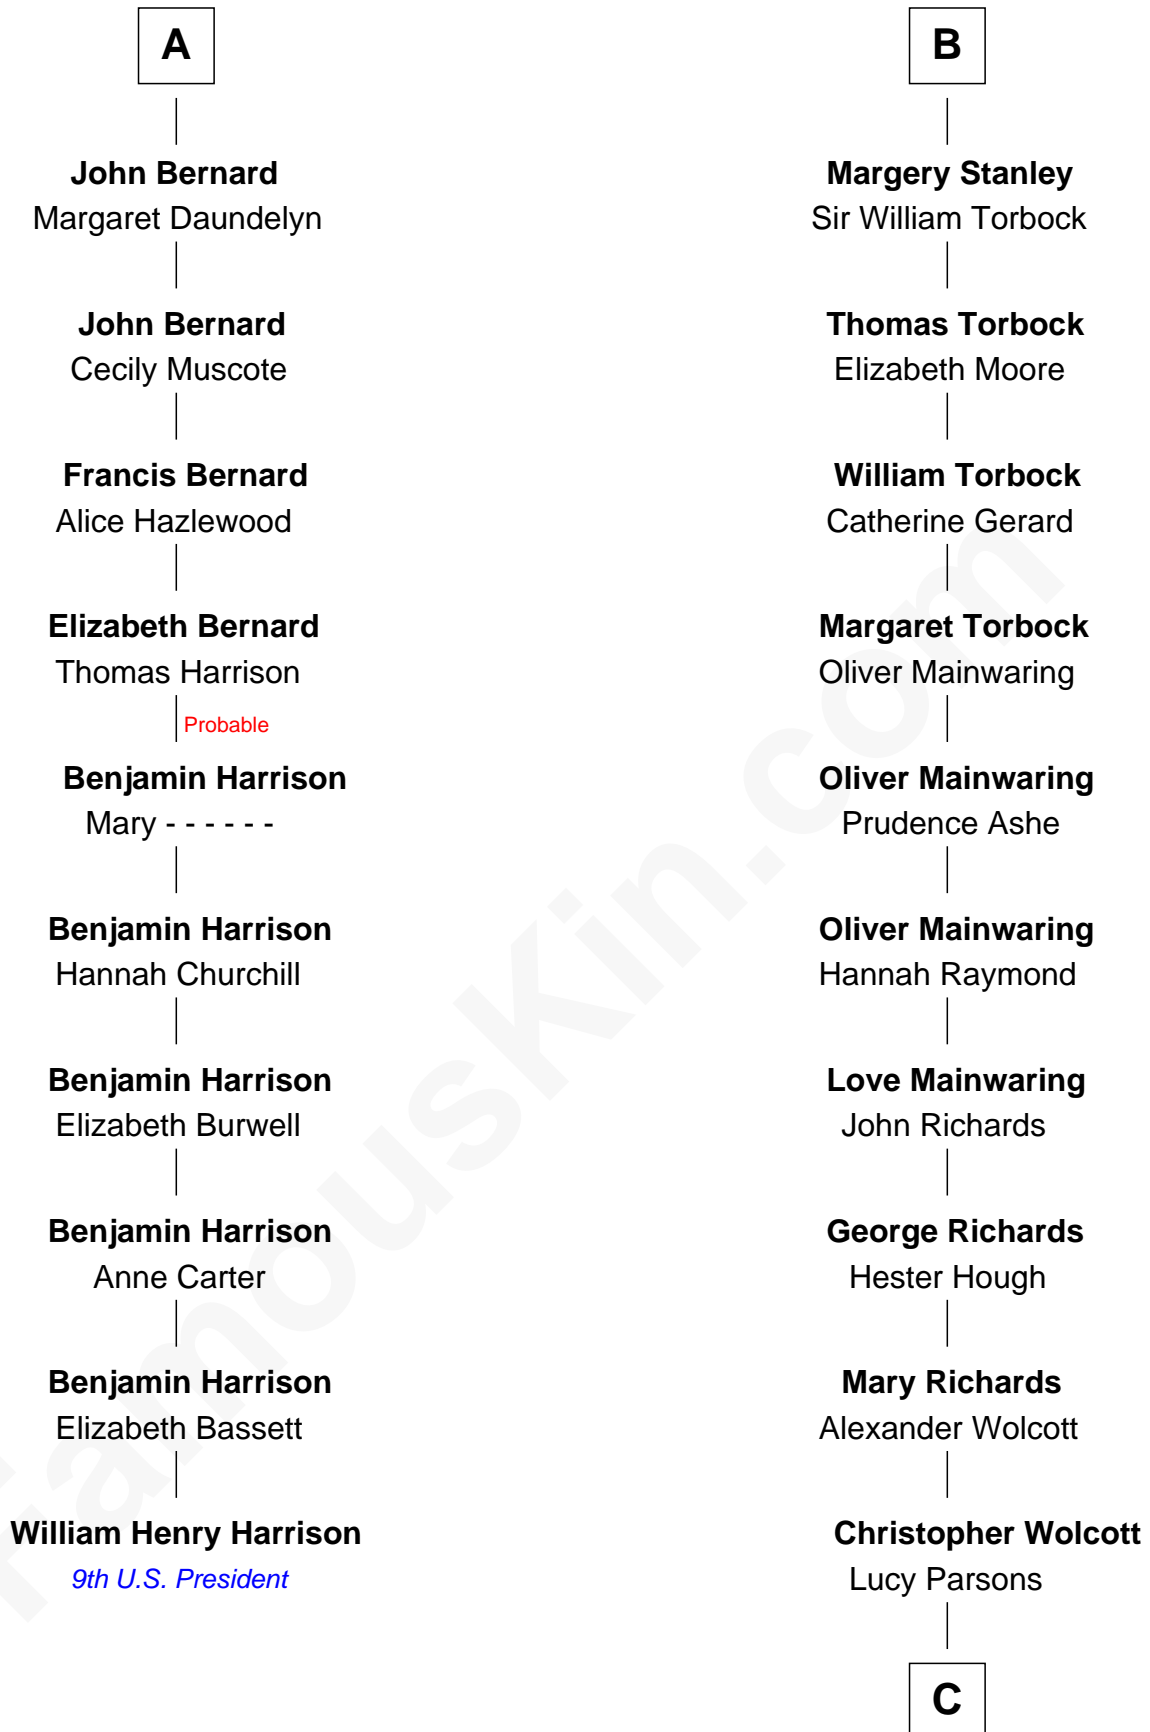 A
John Bernard
Margaret Daundelyn
John Bernard
Cecily Muscote
Francis Bernard
Alice Hazlewood
Elizabeth Bernard
Thomas Harrison
Probable
Benjamin Harrison
Mary - - - - - -
Benjamin Harrison
Hannah Churchill
Benjamin Harrison
Elizabeth Burwell
Benjamin Harrison
Anne Carter
Benjamin Harrison
Elizabeth Bassett
William Henry Harrison
9th U.S. President
B
Margery Stanley
Sir William Torbock
Thomas Torbock
Elizabeth Moore
William Torbock
Catherine Gerard
Margaret Torbock
Oliver Mainwaring
Oliver Mainwaring
Prudence Ashe
Oliver Mainwaring
Hannah Raymond
Love Mainwaring
John Richards
George Richards
Hester Hough
Mary Richards
Alexander Wolcott
Christopher Wolcott
Lucy Parsons
C
FamousKin.com